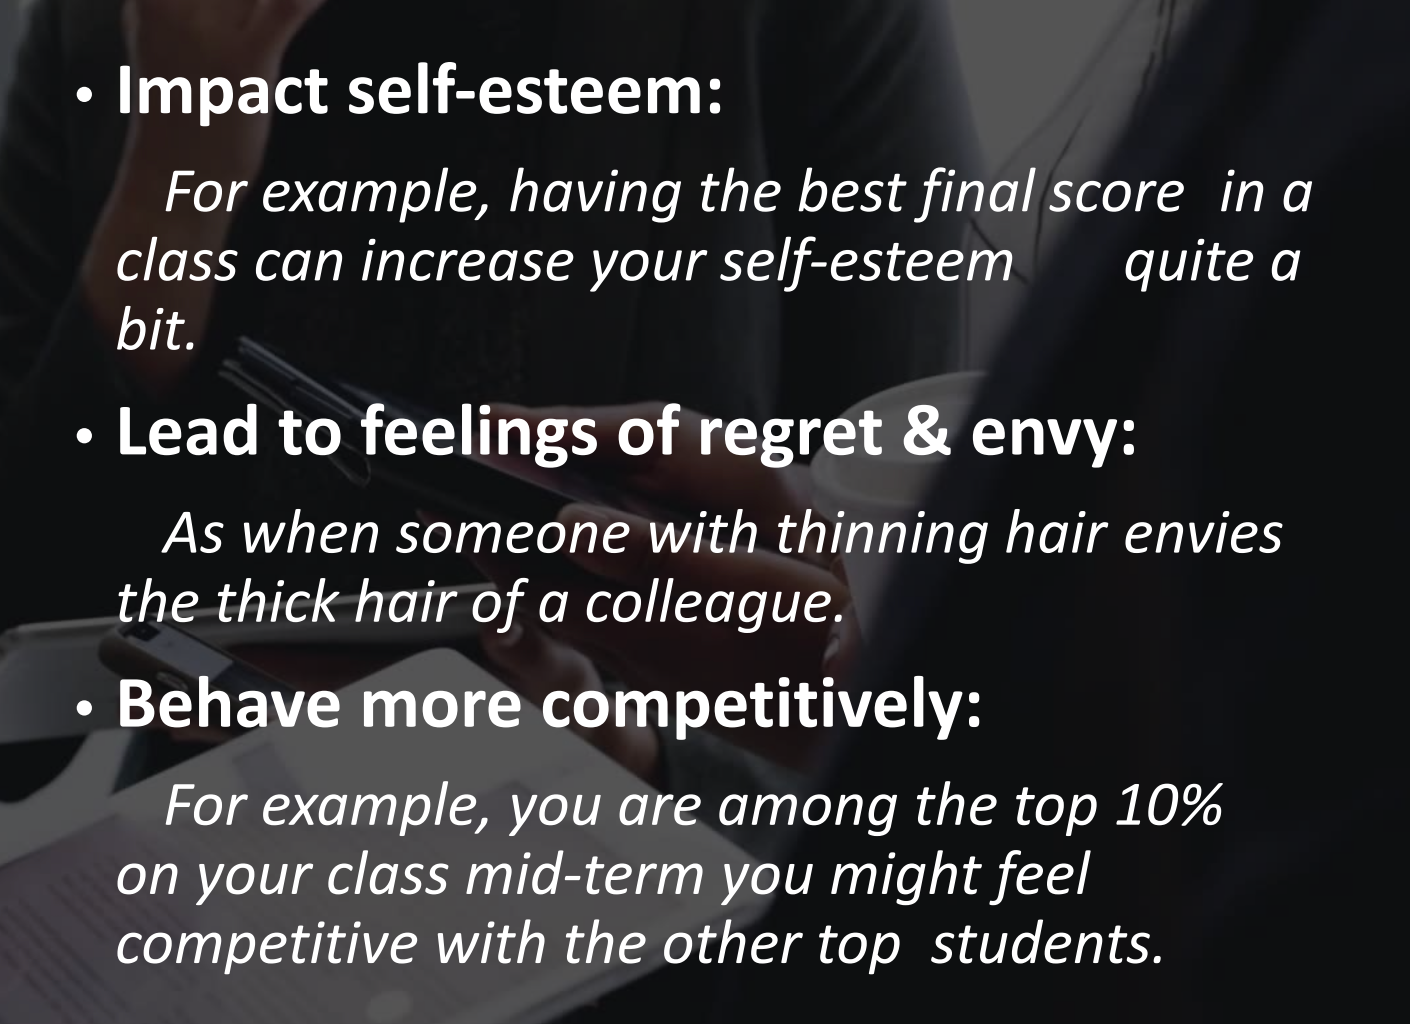 • Impact self-esteem:
For example, having the best final score in a
class can increase your self-esteem quite a
bit.
• Lead to feelings of regret & envy:
As when someone with thinning hair envies
the thick hair of a colleague.
• Behave more competitively:
For example, you are among the top 10%
on your class mid-term you might feel
competitive with the other top students.